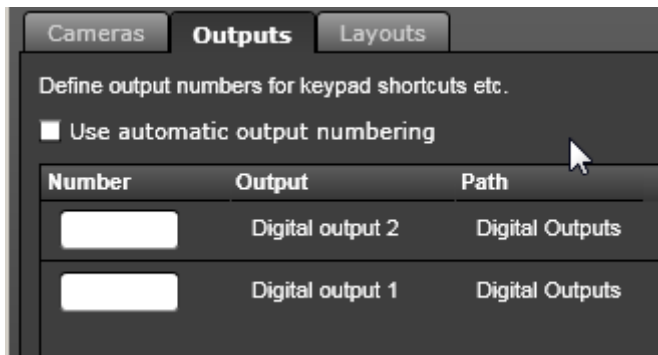 Cameras Outputs Layouts
Define output numbers for keypad shortcuts etc.
Use automatic output numbering
Number Output Path
Digital output 2 Digital Outputs
Digital output 1 Digital Outputs